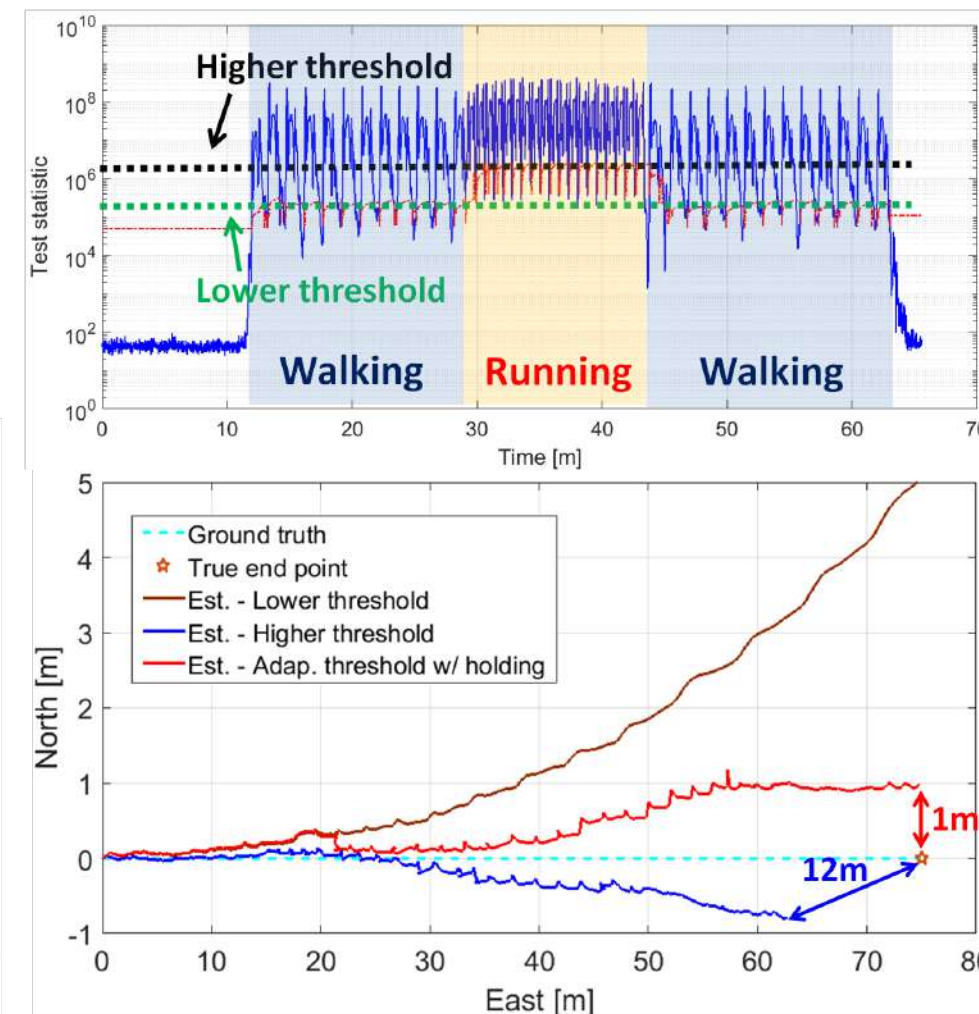 10^10
10^8
10^6
10^4
10^2
10^0
Test statistic
Higher threshold
Lower threshold
Walking
Running
Walking
0
10
20
30
40
50
60
70
Time [m]
5
4
3
2
1
0
-1
North [m]
Ground truth
True end point
Est. - Lower threshold
Est. - Higher threshold
Est. - Adap. threshold w/ holding
1m
12m
0
10
20
30
40
50
60
70
80
East [m]